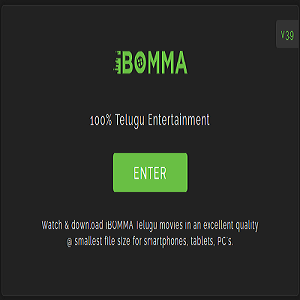 v39
iBOMMA
100% Telugu Entertainment
ENTER
Watch & download iBOMMA Telugu movies in an excellent quality
@ smallest file size for smartphones, tablets, PC's.